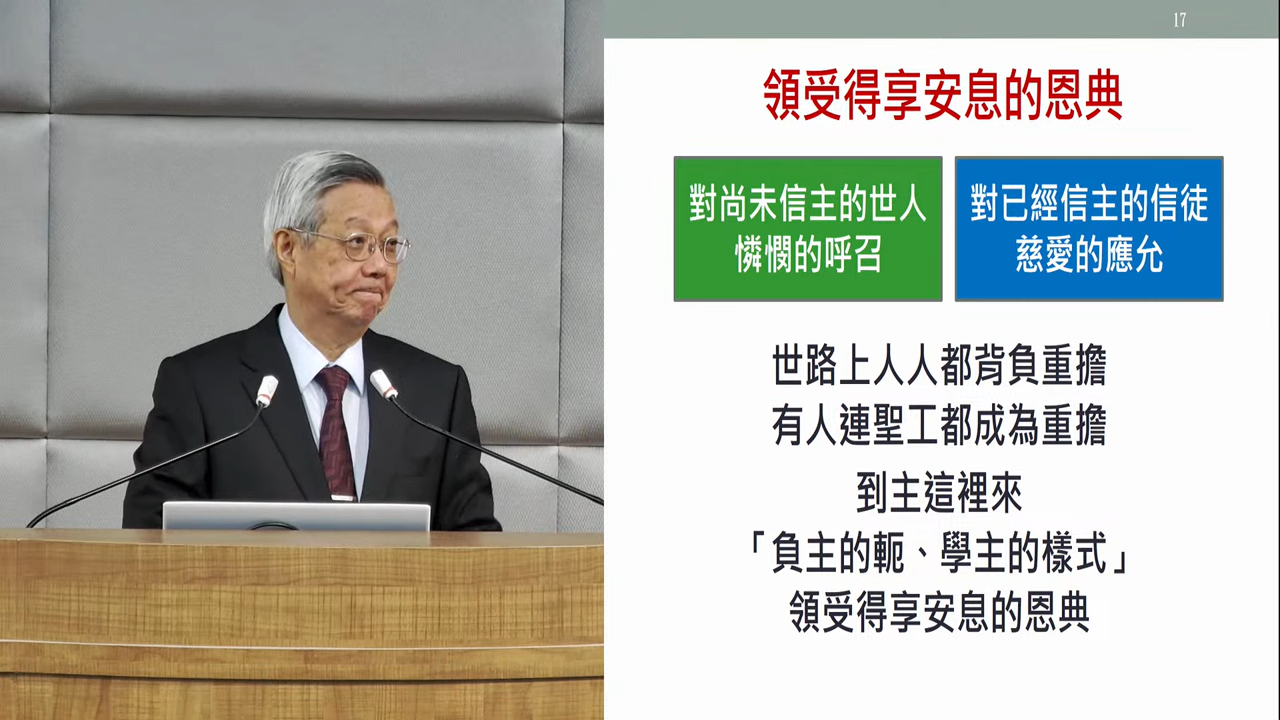 17
領受得享安息的恩典
對尚未信主的世人
憐憫的呼召
對已經信主的信徒
慈愛的應允
世路上人人都背負重擔
有人連聖工都成為重擔
到主這裡來
「負主的軛、學主的樣式」
領受得享安息的恩典